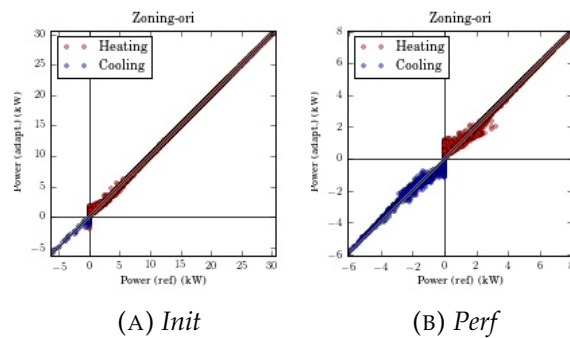 Zoning-ori
30
25
20
15
10
5
0
−5
Power (adapt.) (kW)
Heating
Cooling
−5 0 5 10 15 20 25 30
Power (ref) (kW)
(A) Init
Zoning-ori
8
6
4
2
0
−2
−4
−6
Power (adapt.) (kW)
Heating
Cooling
−6 −4 −2 0 2 4 6 8
Power (ref) (kW)
(B) Perf